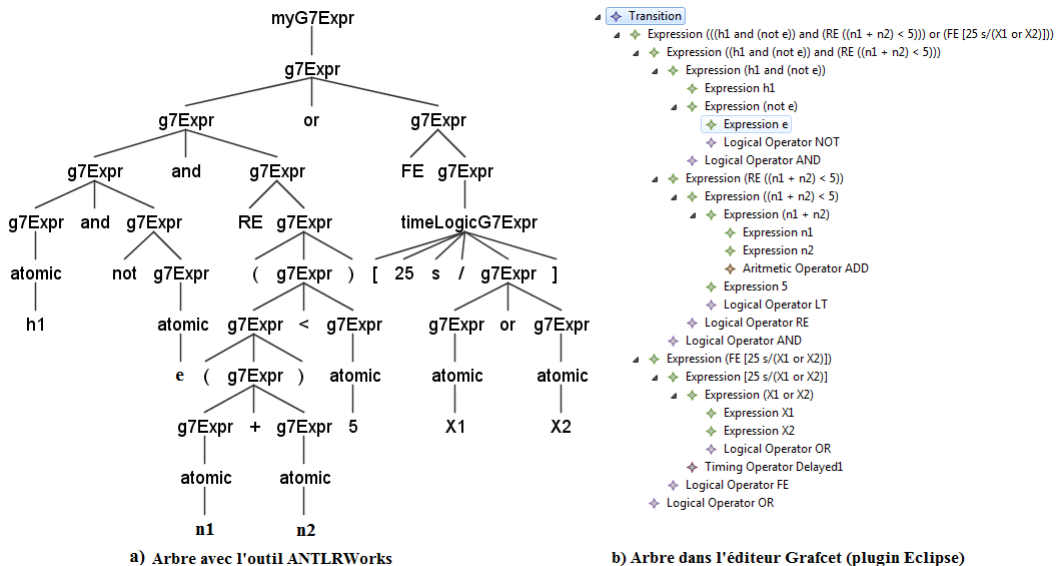 myG7Expr
g7Expr
g7Expr or g7Expr
g7Expr and g7Expr FE g7Expr
g7Expr and g7Expr RE g7Expr timeLogicG7Expr
atomic not g7Expr ( g7Expr ) [ 25 s / g7Expr ]
h1 atomic g7Expr < g7Expr g7Expr or g7Expr
e ( g7Expr ) atomic atomic atomic
g7Expr + g7Expr 5 X1 X2
atomic atomic
n1 n2
a) Arbre avec l'outil ANTLRWorks
Transition
Expression (((h1 and (not e)) and (RE ((n1 + n2) < 5))) or (FE [25 s/(X1 or X2)]))
Expression ((h1 and (not e)) and (RE ((n1 + n2) < 5)))
Expression (h1 and (not e))
Expression h1
Expression (not e)
Expression e
Logical Operator NOT
Logical Operator AND
Expression (RE ((n1 + n2) < 5))
Expression ((n1 + n2) < 5)
Expression (n1 + n2)
Expression n1
Expression n2
Aritmetic Operator ADD
Expression 5
Logical Operator LT
Logical Operator RE
Logical Operator AND
Expression (FE [25 s/(X1 or X2)])
Expression [25 s/(X1 or X2)]
Expression (X1 or X2)
Expression X1
Expression X2
Logical Operator OR
Timing Operator Delayed1
Logical Operator FE
Logical Operator OR
b) Arbre dans l'éditeur Grafcet (plugin Eclipse)